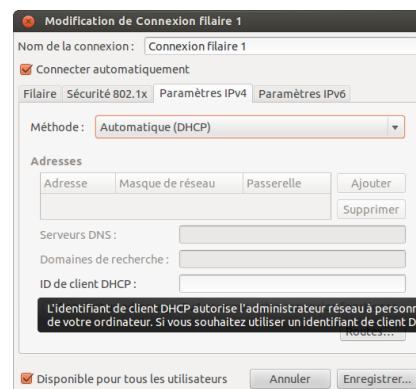 Modification de Connexion filaire 1
Nom de la connexion : Connexion filaire 1
Connecter automatiquement
Filaire Sécurité 802.1x Paramètres IPv4 Paramètres IPv6
Méthode : Automatique (DHCP)
Adresses
Adresse Masque de réseau Passerelle Ajouter
Supprimer
Serveurs DNS :
Domaines de recherche :
ID de client DHCP :
L'identifiant de client DHCP autorise l'administrateur réseau à personn
de votre ordinateur. Si vous souhaitez utiliser un identifiant de client D
Routes...
Disponible pour tous les utilisateurs Annuler Enregistrer...